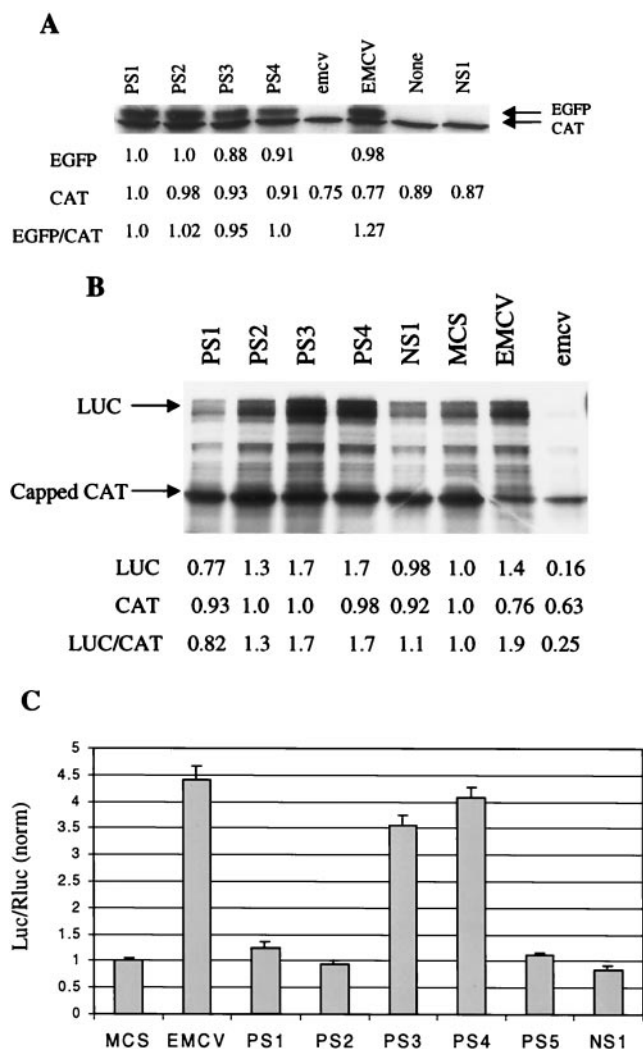 A
PS1 PS2 PS3 PS4 emcv EMCV None NS1
EGFP
CAT
EGFP 1.0 1.0 0.88 0.91 0.98
CAT 1.0 0.98 0.93 0.91 0.75 0.77 0.89 0.87
EGFP/CAT 1.0 1.02 0.95 1.0 1.27
B
PS1 PS2 PS3 PS4 NS1 MCS EMCV emcv
LUC
Capped CAT
LUC 0.77 1.3 1.7 1.7 0.98 1.0 1.4 0.16
CAT 0.93 1.0 1.0 0.98 0.92 1.0 0.76 0.63
LUC/CAT 0.82 1.3 1.7 1.7 1.1 1.0 1.9 0.25
C
Luc/Rluc (norm)
5
4.5
4
3.5
3
2.5
2
1.5
1
0.5
0
MCS EMCV PS1 PS2 PS3 PS4 PS5 NS1